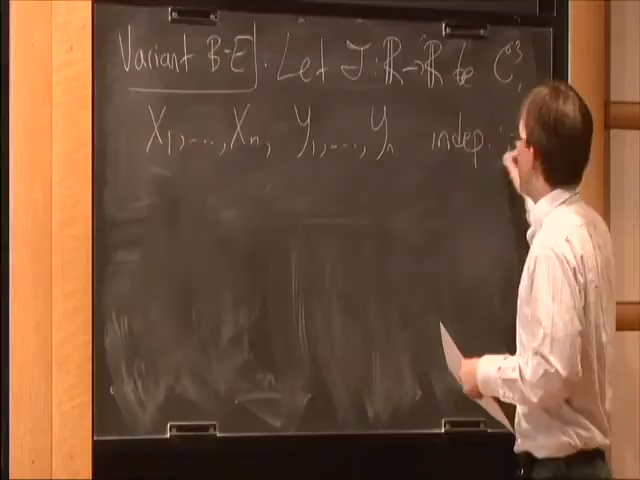 Variant B-E. Let J: ℝ→ℝ be C³,
X₁,...,Xₙ, Y₁,...,Yₙ indep.